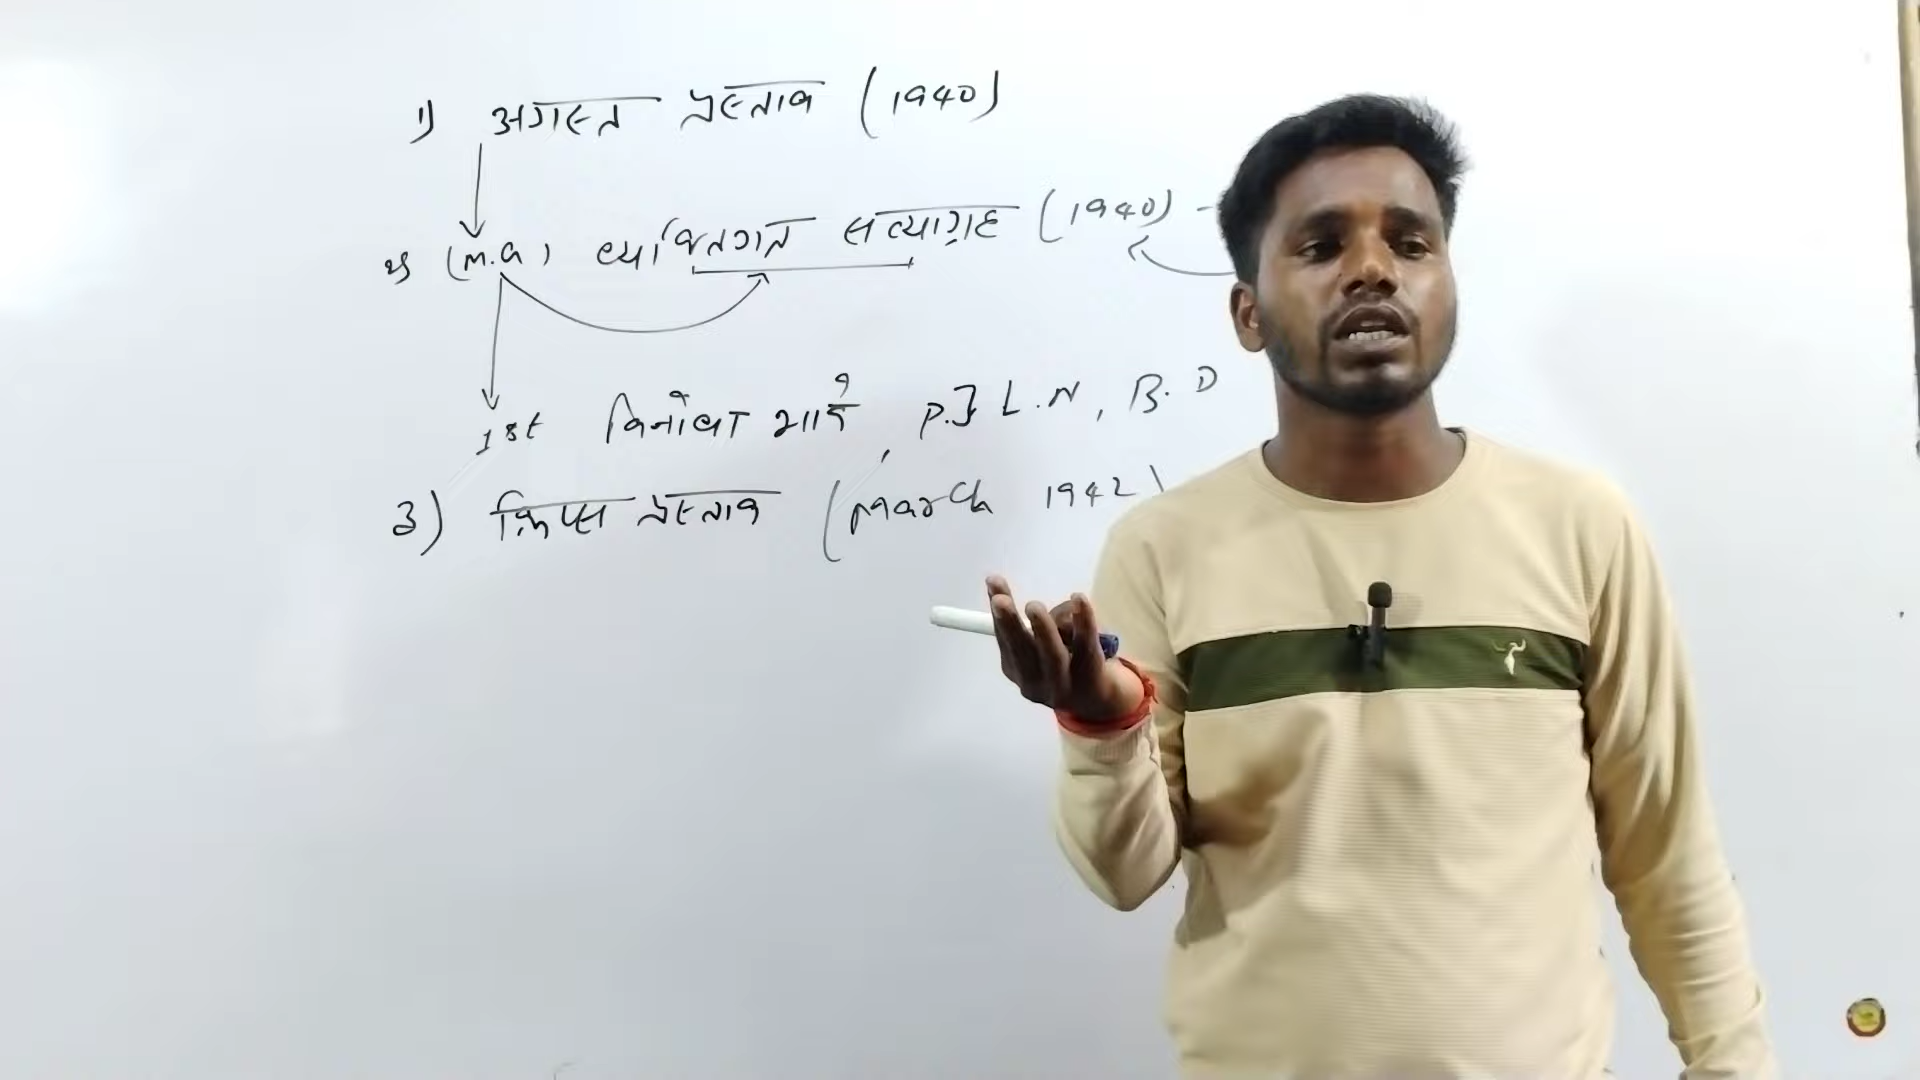 1) अगस्त प्रस्ताव (1940)
2) (M.G) व्यक्तिगत सत्याग्रह (1940) -
1st विनोबा भावे, P. J L. N, B. D
3) क्रिप्स प्रस्ताव (March 1942)